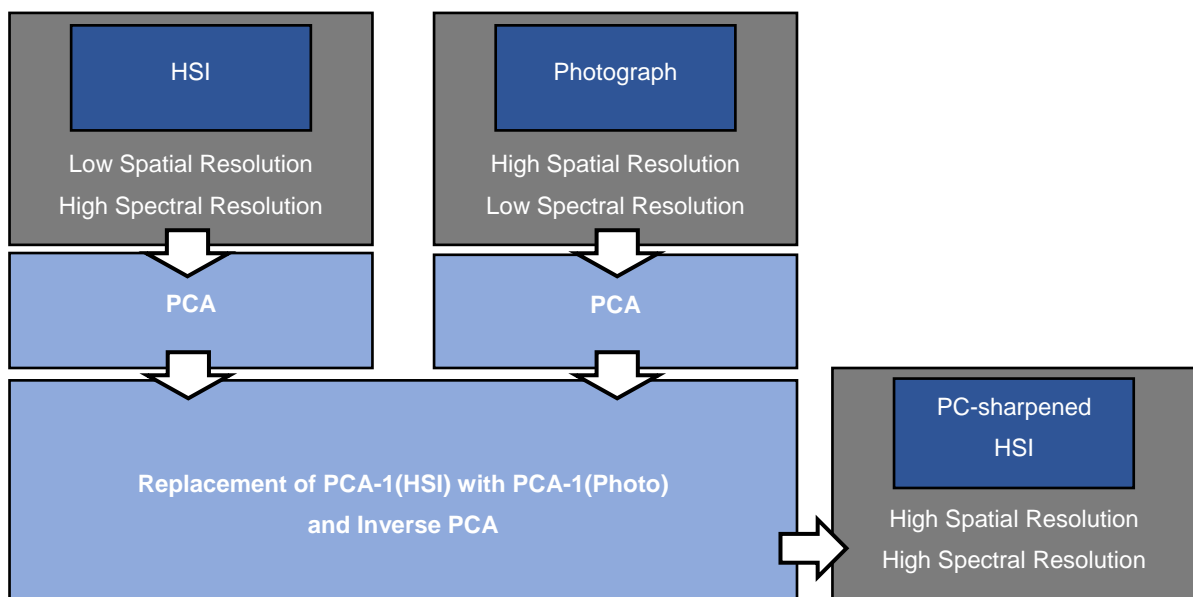 HSI
Low Spatial Resolution
High Spectral Resolution
Photograph
High Spatial Resolution
Low Spectral Resolution
PCA
PCA
Replacement of PCA-1(HSI) with PCA-1(Photo)
and Inverse PCA
PC-sharpened
HSI
High Spatial Resolution
High Spectral Resolution